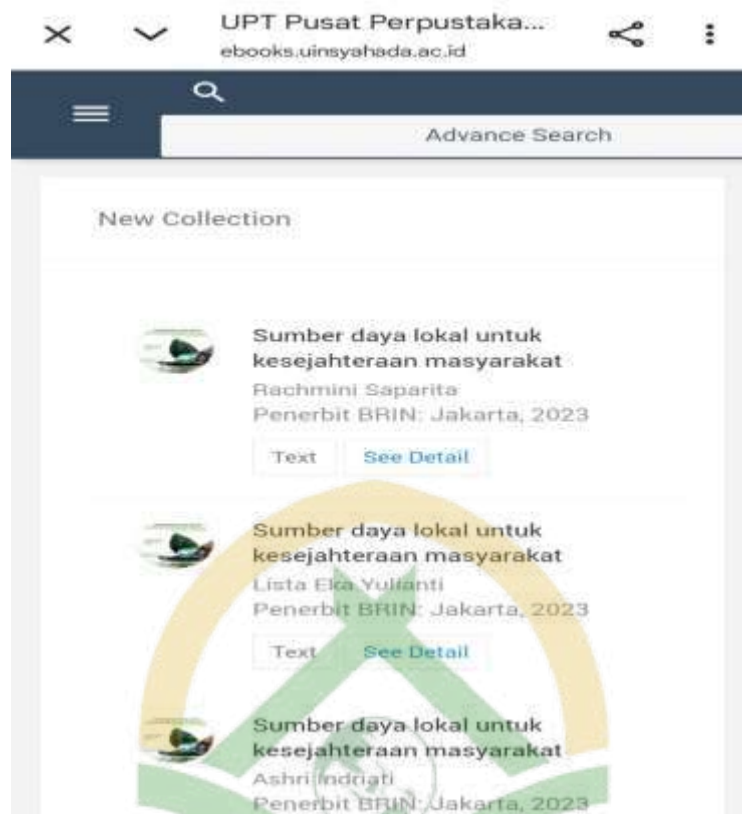 UPT Pusat Perpustaka...
ebooks.uinsyahada.ac.id
Advance Search
New Collection
Sumber daya lokal untuk
kesejahteraan masyarakat
Rachmini Saparita
Penerbit BRIN: Jakarta, 2023
Text See Detail
Sumber daya lokal untuk
kesejahteraan masyarakat
Lista Eka Yulianti
Penerbit BRIN: Jakarta, 2023
Text See Detail
Sumber daya lokal untuk
kesejahteraan masyarakat
Ashri Indriati
Penerbit BRIN: Jakarta, 2023